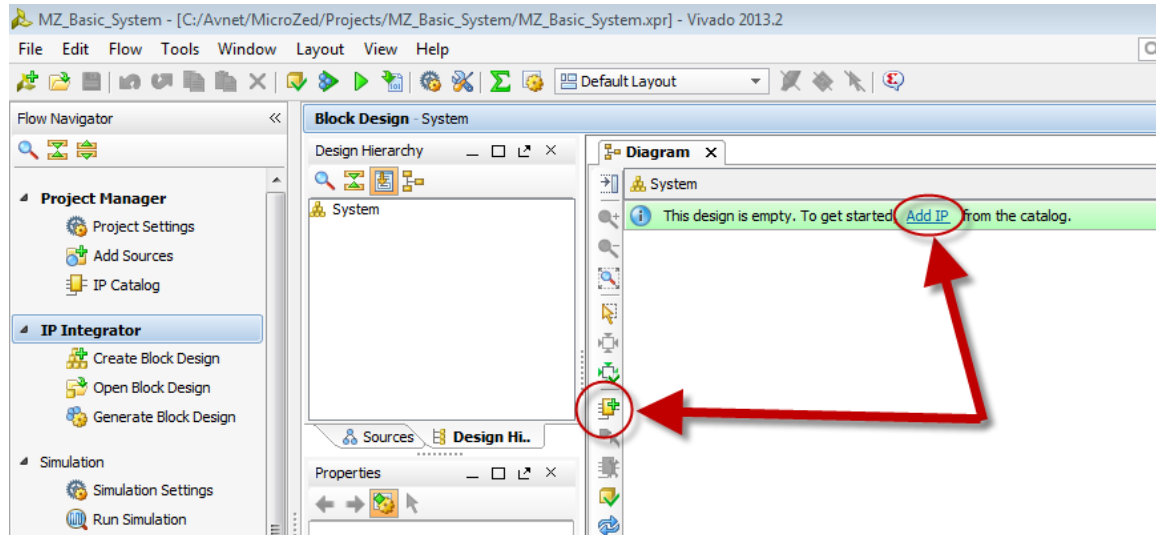 MZ_Basic_System - [C:/Avnet/MicroZed/Projects/MZ_Basic_System/MZ_Basic_System.xpr] - Vivado 2013.2
File Edit Flow Tools Window Layout View Help
Default Layout
Flow Navigator
Project Manager
Project Settings
Add Sources
IP Catalog
IP Integrator
Create Block Design
Open Block Design
Generate Block Design
Simulation
Simulation Settings
Run Simulation
Block Design - System
Design Hierarchy
System
Sources Design Hi..
Properties
Diagram
System
This design is empty. To get started Add IP from the catalog.